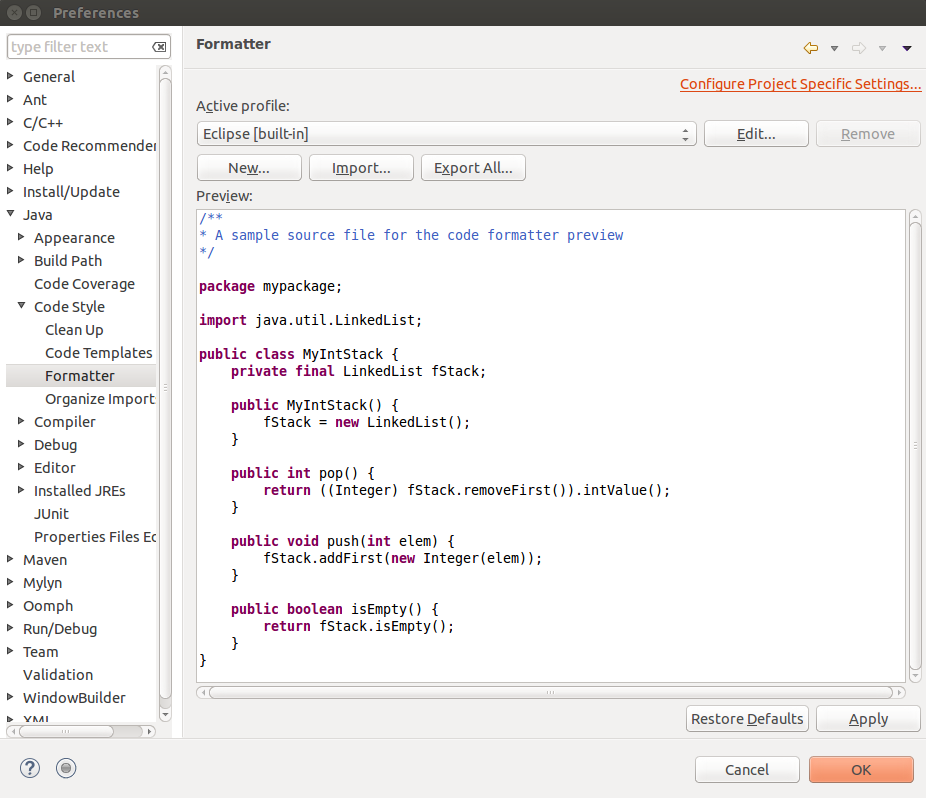 Preferences
type filter text
General
Ant
C/C++
Code Recommender
Help
Install/Update
Java
Appearance
Build Path
Code Coverage
Code Style
Clean Up
Code Templates
Formatter
Organize Import
Compiler
Debug
Editor
Installed JREs
JUnit
Properties Files Ed
Maven
Mylyn
Oomph
Run/Debug
Team
Validation
WindowBuilder
XML
Formatter
Configure Project Specific Settings...
Active profile:
Eclipse [built-in]
Edit...
Remove
New...
Import...
Export All...
Preview:
/**
* A sample source file for the code formatter preview
*/
package mypackage;
import java.util.LinkedList;
public class MyIntStack {
    private final LinkedList fStack;
    public MyIntStack() {
        fStack = new LinkedList();
    }
    public int pop() {
        return ((Integer) fStack.removeFirst()).intValue();
    }
    public void push(int elem) {
        fStack.addFirst(new Integer(elem));
    }
    public boolean isEmpty() {
        return fStack.isEmpty();
    }
}
Restore Defaults
Apply
?
Cancel
OK